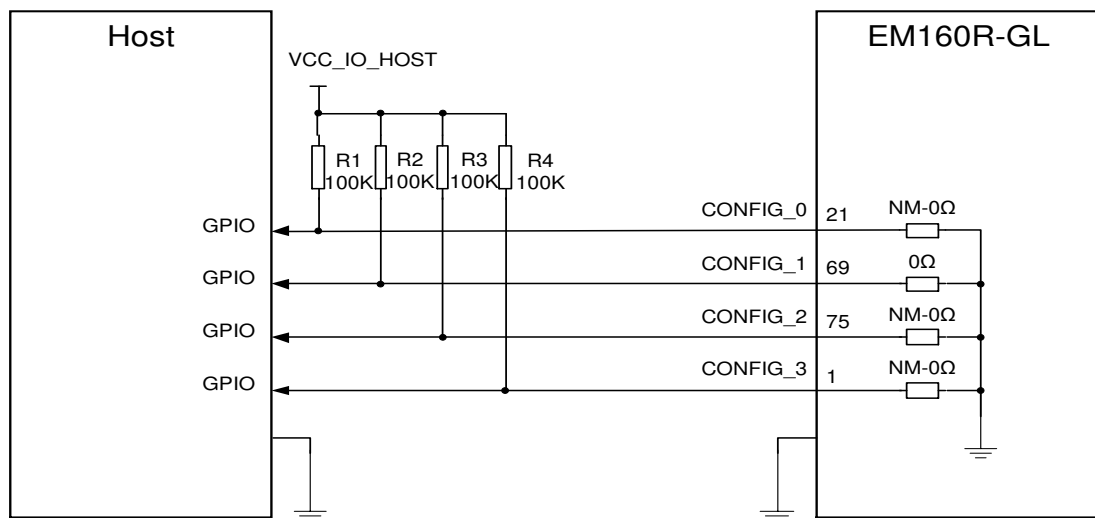 Host
EM160R-GL
VCC_IO_HOST
R1
100K
R2
100K
R3
100K
R4
100K
GPIO
CONFIG_0
21
NM-0Ω
GPIO
CONFIG_1
69
0Ω
GPIO
CONFIG_2
75
NM-0Ω
GPIO
CONFIG_3
1
NM-0Ω